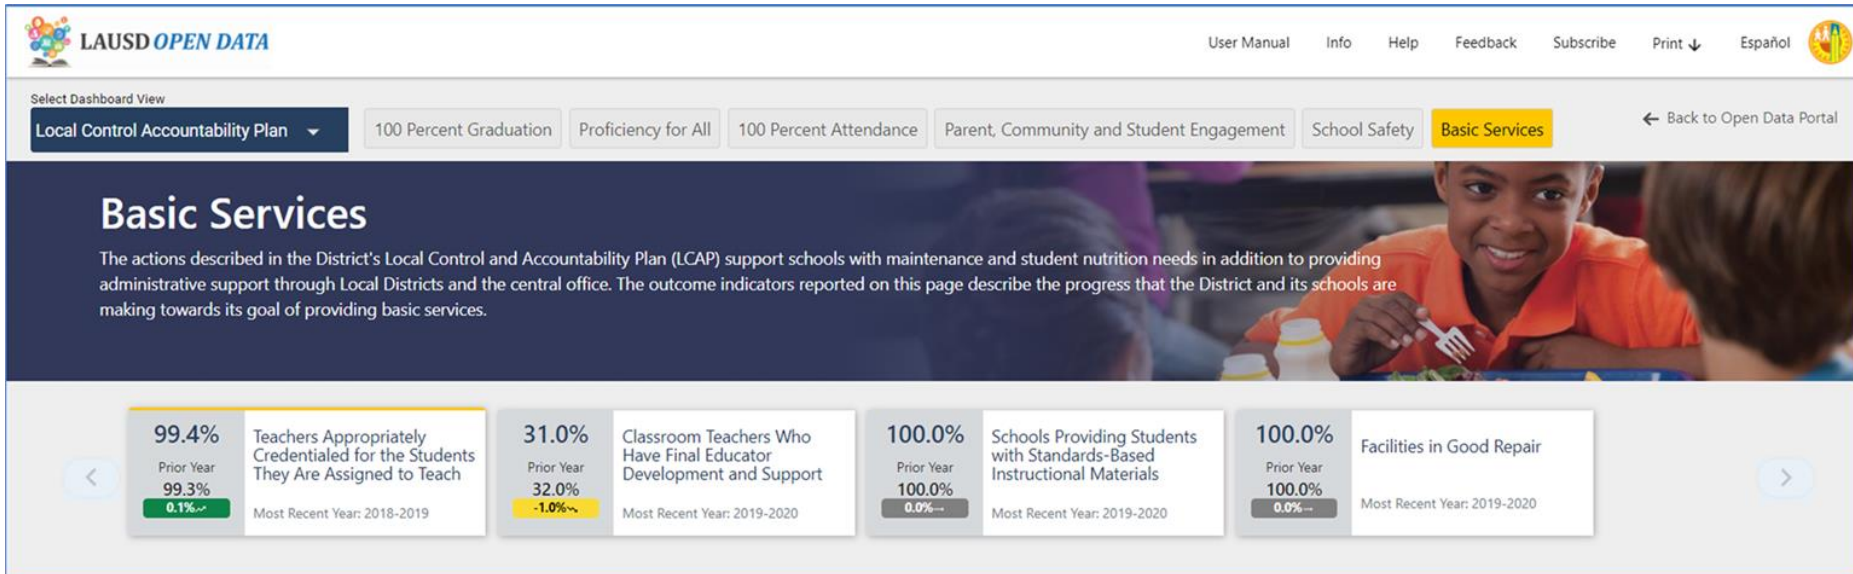 LAUSD OPEN DATA
User Manual
Info
Help
Feedback
Subscribe
Print
Español
Select Dashboard View
Local Control Accountability Plan
100 Percent Graduation
Proficiency for All
100 Percent Attendance
Parent, Community and Student Engagement
School Safety
Basic Services
Back to Open Data Portal
Basic Services
The actions described in the District's Local Control and Accountability Plan (LCAP) support schools with maintenance and student nutrition needs in addition to providing
administrative support through Local Districts and the central office. The outcome indicators reported on this page describe the progress that the District and its schools are
making towards its goal of providing basic services.
99.4%
Prior Year
99.3%
0.1%
Teachers Appropriately
Credentialed for the Students
They Are Assigned to Teach
Most Recent Year: 2018-2019
31.0%
Prior Year
32.0%
-1.0%
Classroom Teachers Who
Have Final Educator
Development and Support
Most Recent Year: 2019-2020
100.0%
Prior Year
100.0%
0.0%
Schools Providing Students
with Standards-Based
Instructional Materials
Most Recent Year: 2019-2020
100.0%
Prior Year
100.0%
0.0%
Facilities in Good Repair
Most Recent Year: 2019-2020